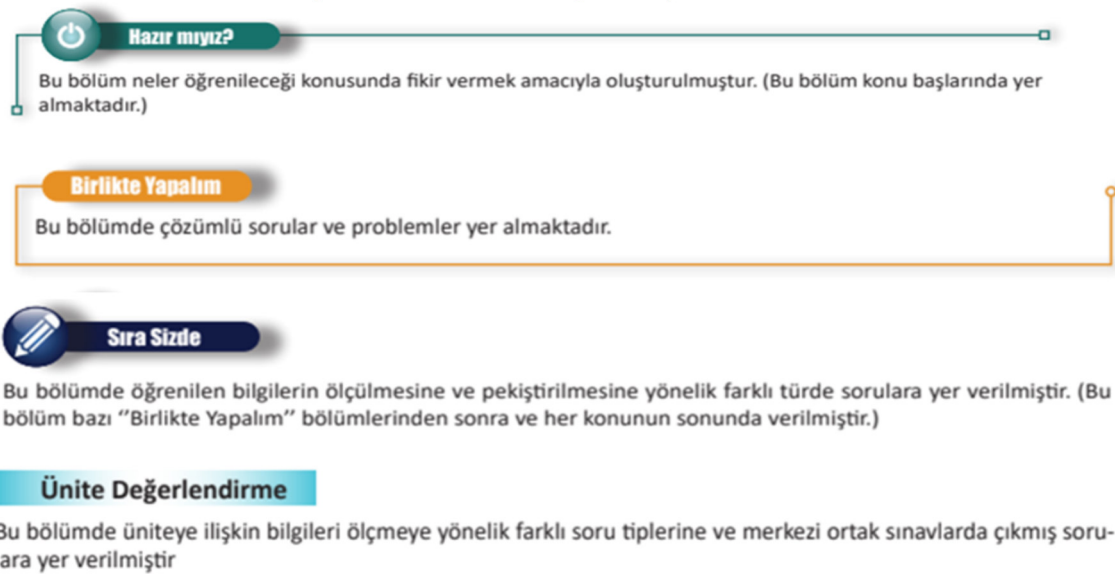 Hazır mıyız?
Bu bölüm neler öğrenileceği konusunda fikir vermek amacıyla oluşturulmuştur. (Bu bölüm konu başlarında yer
almaktadır.)
Birlikte Yapalım
Bu bölümde çözümlü sorular ve problemler yer almaktadır.
Sıra Sizde
Bu bölümde öğrenilen bilgilerin ölçülmesine ve pekiştirilmesine yönelik farklı türde sorulara yer verilmiştir. (Bu
bölüm bazı ‘’Birlikte Yapalım’’ bölümlerinden sonra ve her konunun sonunda verilmiştir.)
Ünite Değerlendirme
Bu bölümde üniteye ilişkin bilgileri ölçmeye yönelik farklı soru tiplerine ve merkezi ortak sınavlarda çıkmış soru-
ara yer verilmiştir